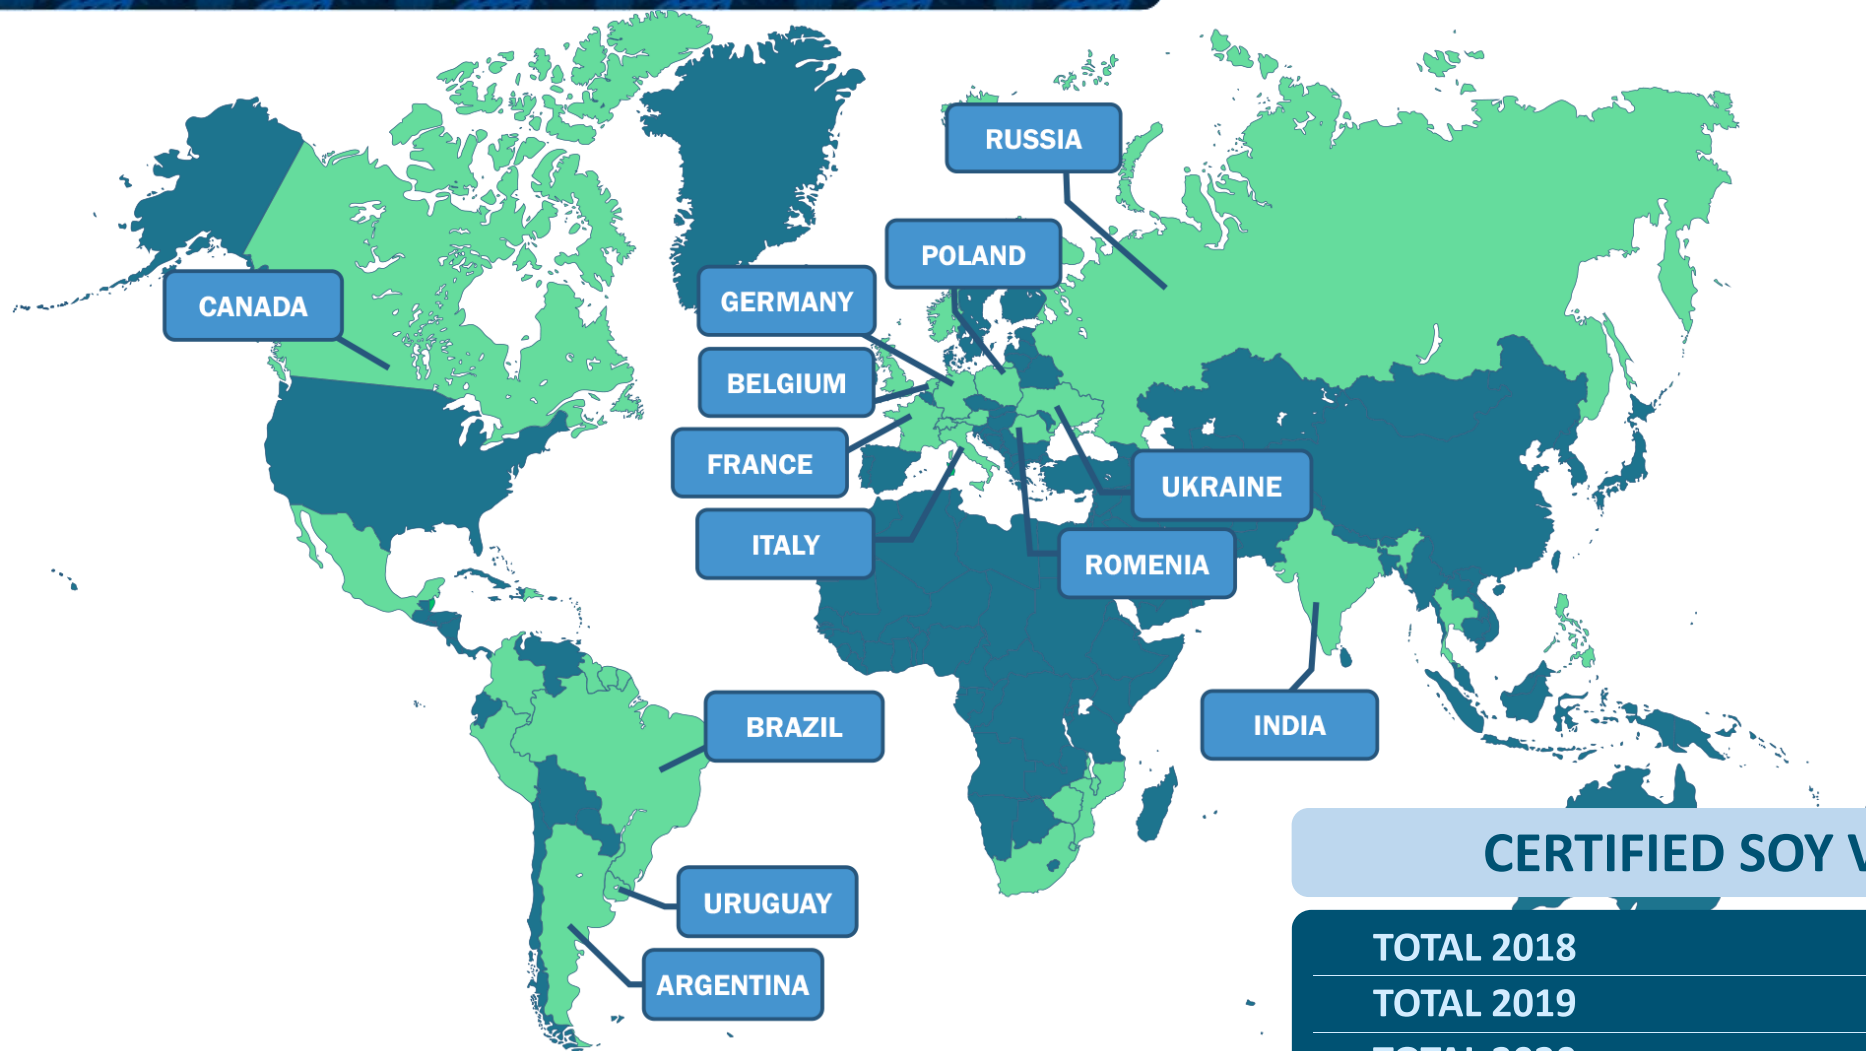 RUSSIA
POLAND
GERMANY
CANADA
BELGIUM
FRANCE
UKRAINE
ITALY
ROMENIA
BRAZIL
INDIA
URUGUAY
ARGENTINA
CERTIFIED SOY V
TOTAL 2018
TOTAL 2019